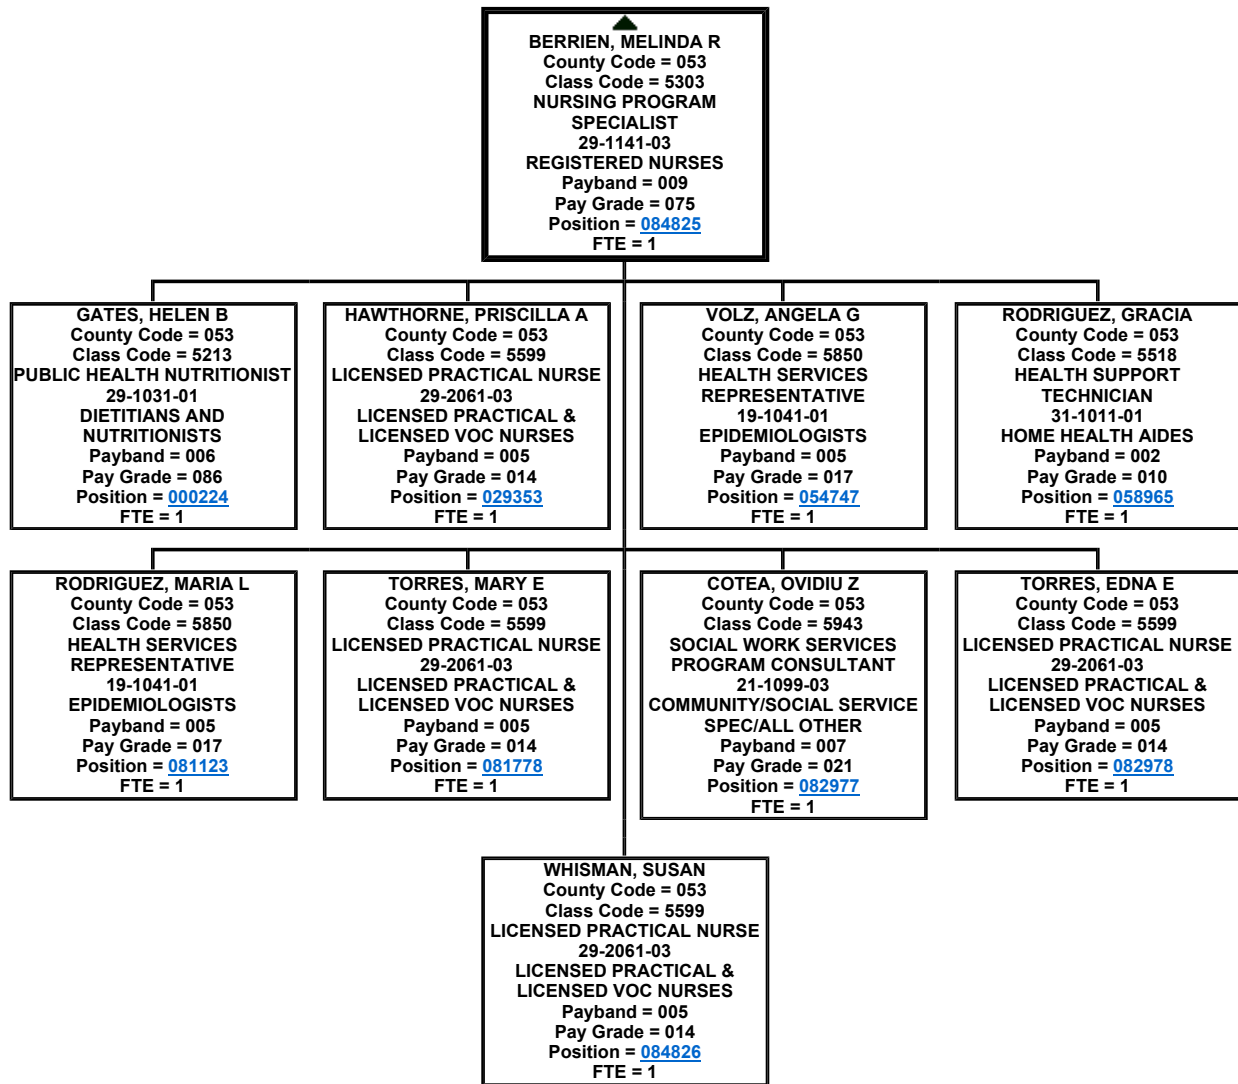 BERRIEN, MELINDA R
County Code = 053
Class Code = 5303
NURSING PROGRAM
SPECIALIST
29-1141-03
REGISTERED NURSES
Payband = 009
Pay Grade = 075
Position = 084825
FTE = 1
GATES, HELEN B
County Code = 053
Class Code = 5213
PUBLIC HEALTH NUTRITIONIST
29-1031-01
DIETITIANS AND
NUTRITIONISTS
Payband = 006
Pay Grade = 086
Position = 000224
FTE = 1
HAWTHORNE, PRISCILLA A
County Code = 053
Class Code = 5599
LICENSED PRACTICAL NURSE
29-2061-03
LICENSED PRACTICAL &
LICENSED VOC NURSES
Payband = 005
Pay Grade = 014
Position = 029353
FTE = 1
VOLZ, ANGELA G
County Code = 053
Class Code = 5850
HEALTH SERVICES
REPRESENTATIVE
19-1041-01
EPIDEMIOLOGISTS
Payband = 005
Pay Grade = 017
Position = 054747
FTE = 1
RODRIGUEZ, GRACIA
County Code = 053
Class Code = 5518
HEALTH SUPPORT
TECHNICIAN
31-1011-01
HOME HEALTH AIDES
Payband = 002
Pay Grade = 010
Position = 058965
FTE = 1
RODRIGUEZ, MARIA L
County Code = 053
Class Code = 5850
HEALTH SERVICES
REPRESENTATIVE
19-1041-01
EPIDEMIOLOGISTS
Payband = 005
Pay Grade = 017
Position = 081123
FTE = 1
TORRES, MARY E
County Code = 053
Class Code = 5599
LICENSED PRACTICAL NURSE
29-2061-03
LICENSED PRACTICAL &
LICENSED VOC NURSES
Payband = 005
Pay Grade = 014
Position = 081778
FTE = 1
COTEA, OVIDIU Z
County Code = 053
Class Code = 5943
SOCIAL WORK SERVICES
PROGRAM CONSULTANT
21-1099-03
COMMUNITY/SOCIAL SERVICE
SPEC/ALL OTHER
Payband = 007
Pay Grade = 021
Position = 082977
FTE = 1
TORRES, EDNA E
County Code = 053
Class Code = 5599
LICENSED PRACTICAL NURSE
29-2061-03
LICENSED PRACTICAL &
LICENSED VOC NURSES
Payband = 005
Pay Grade = 014
Position = 082978
FTE = 1
WHISMAN, SUSAN
County Code = 053
Class Code = 5599
LICENSED PRACTICAL NURSE
29-2061-03
LICENSED PRACTICAL &
LICENSED VOC NURSES
Payband = 005
Pay Grade = 014
Position = 084826
FTE = 1